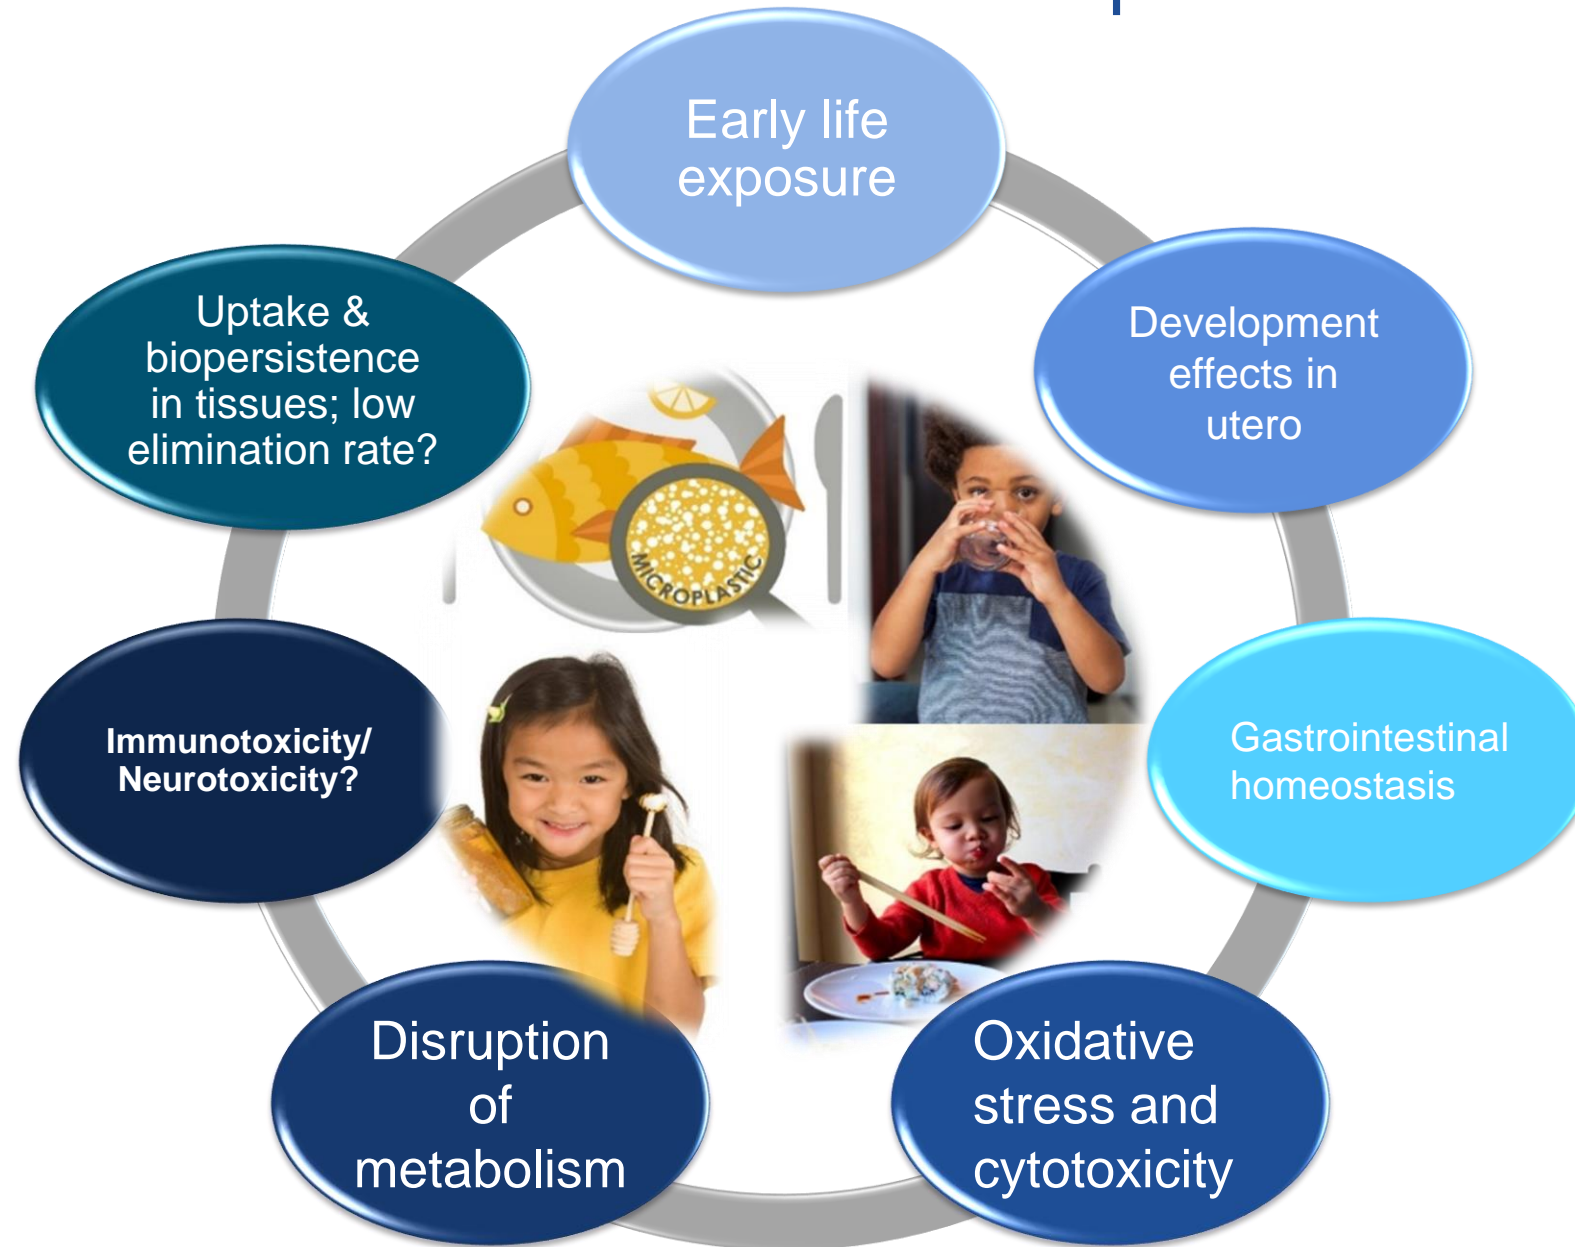 Early life
exposure
Development
effects in
utero
Gastrointestinal
homeostasis
Oxidative
stress and
cytotoxicity
Disruption
of
metabolism
Immunotoxicity/
Neurotoxicity?
Uptake &
biopersistence
in tissues; low
elimination rate?
MICROPLASTIC